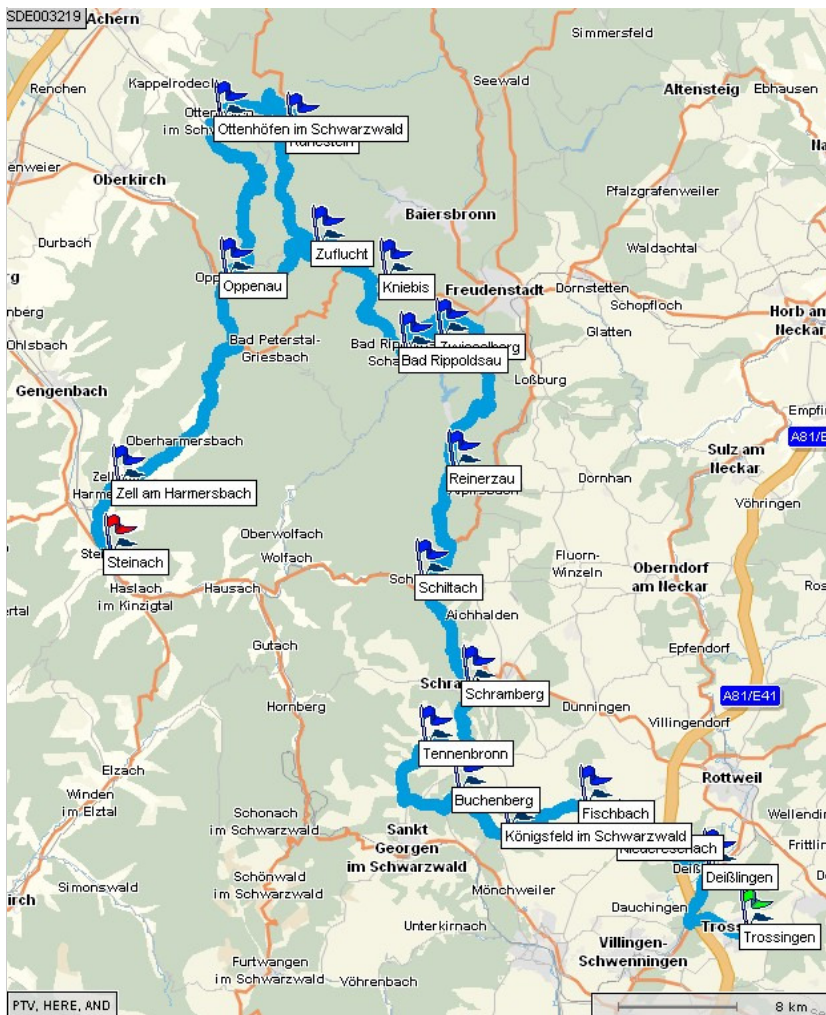 SDE003219
Achern
Simmersfeld
Renchen
Kappelrodeck
Seewald
Altensteig
Ebhausen
Ottenhöfen im Schwarzwald
im Sch
Oberkirch
Pfalzgrafenweiler
Baiersbronn
Durbach
Waldachtal
Zuflucht
Oppenau
Kniebis
Freudenstadt
Dornstetten
Schopfloch
Horb am
Neckar
Glatten
Ohlsbach
Bad Peterstal-
Griesbach
Bad Rippoldsau
Loßburg
Gengenbach
Oberharmersbach
A81/E
Sulz am
Neckar
Reinerzau
Dornhan
Zell am Harmersbach
Vöhringen
Oberwolfach
Steinach
Wolfach
Fluorn-
Winzeln
Schiltach
Oberndorf
am Neckar
Haslach
im Kinzigtal
Hausach
Aichhalden
Gutach
Epfendorf
Schramberg
A81/E41
Hornberg
Dunningen
Villingendorf
Tennenbronn
Elzach
Rottweil
Winden
im Elztal
Buchenberg
Fischbach
Schonach
im Schwarzwald
Königsfeld im Schwarzwald
Sankt
Georgen
im Schwarzwald
Deißlingen
Schönwald
im Schwarzwald
Simonswald
Mönchweiler
Dauchingen
Trossingen
Unterkirnach
Villingen-
Schwenningen
Furtwangen
im Schwarzwald
Vöhrenbach
PTV, HERE, AND
8 km